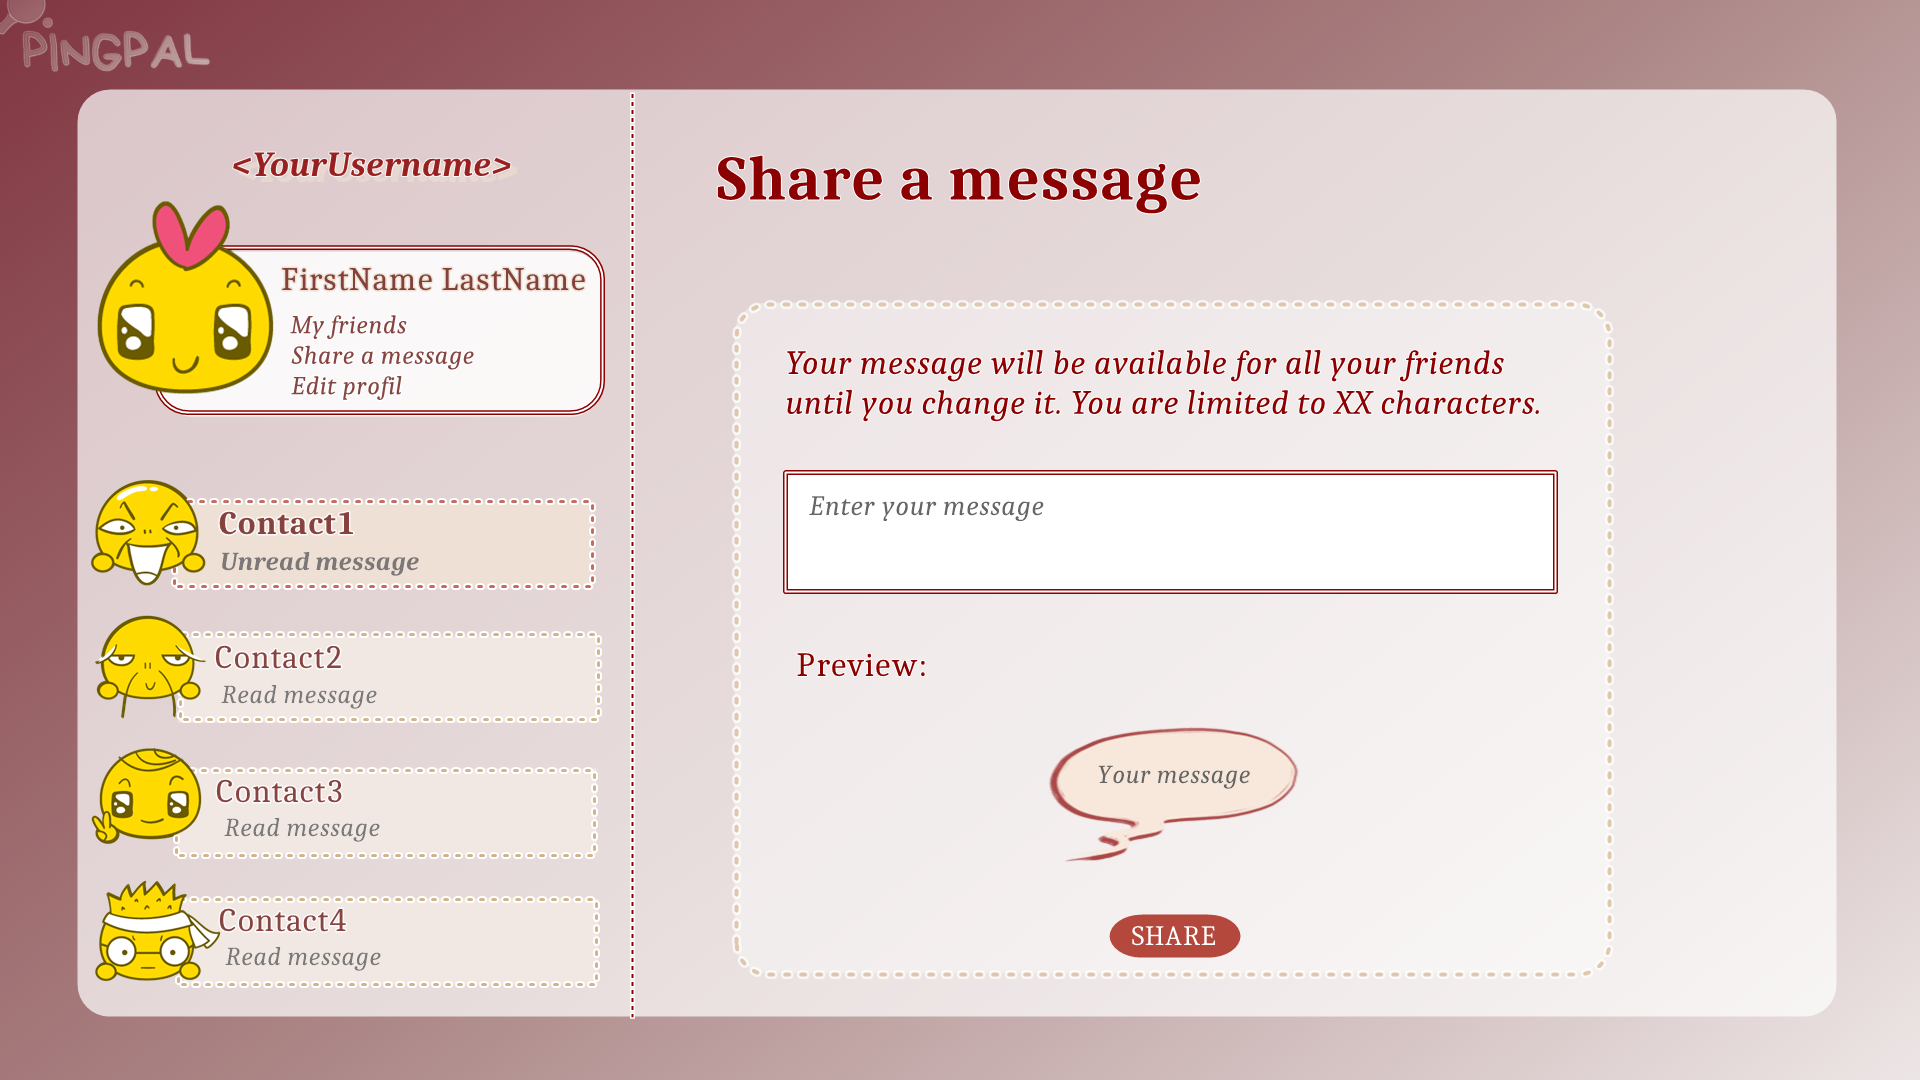 PINGPAL
<YourUsername>
FirstName LastName
My friends
Share a message
Edit profil
Contact1
Unread message
Contact2
Read message
Contact3
Read message
Contact4
Read message
Share a message
Your message will be available for all your friends
until you change it. You are limited to XX characters.
Enter your message
Preview:
Your message
SHARE